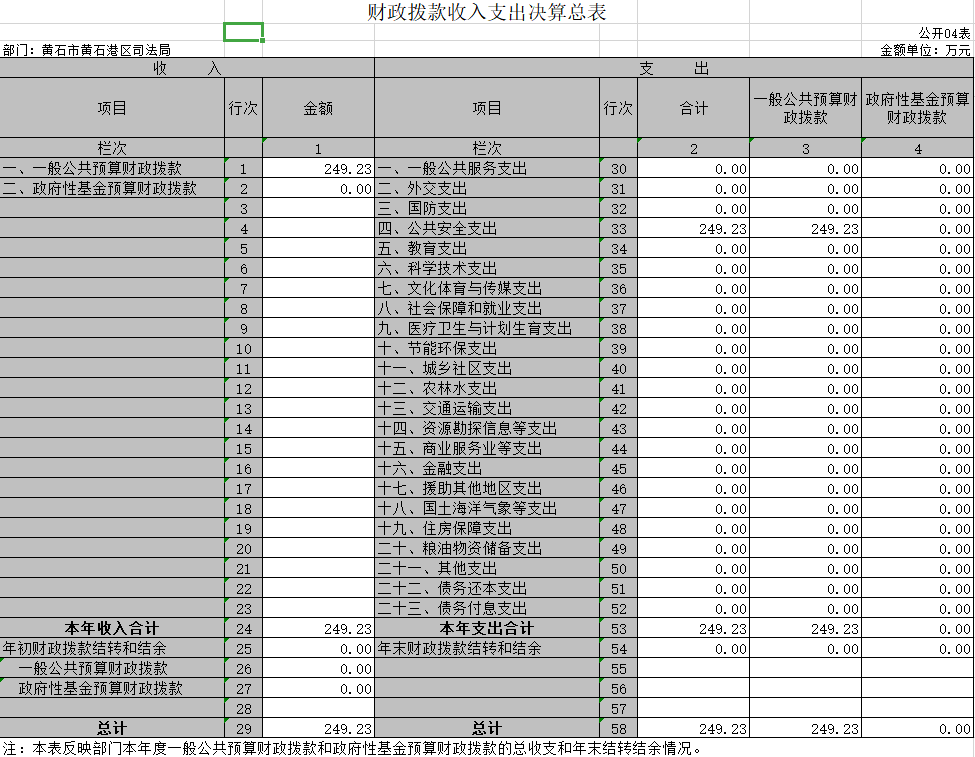 财政拨款收入支出决算总表
公开04表
部门：黄石市黄石港区司法局 金额单位：万元
收 入 支 出
项目 行次 金额 项目 行次 合计 一般公共预算财政拨款 政府性基金预算财政拨款
栏次 1 栏次 2 3 4
一、一般公共预算财政拨款 1 249.23 一、一般公共服务支出 30 0.00 0.00 0.00
二、政府性基金预算财政拨款 2 0.00 二、外交支出 31 0.00 0.00 0.00
3 三、国防支出 32 0.00 0.00 0.00
4 四、公共安全支出 33 249.23 249.23 0.00
5 五、教育支出 34 0.00 0.00 0.00
6 六、科学技术支出 35 0.00 0.00 0.00
7 七、文化体育与传媒支出 36 0.00 0.00 0.00
8 八、社会保障和就业支出 37 0.00 0.00 0.00
9 九、医疗卫生与计划生育支出 38 0.00 0.00 0.00
10 十、节能环保支出 39 0.00 0.00 0.00
11 十一、城乡社区支出 40 0.00 0.00 0.00
12 十二、农林水支出 41 0.00 0.00 0.00
13 十三、交通运输支出 42 0.00 0.00 0.00
14 十四、资源勘探信息等支出 43 0.00 0.00 0.00
15 十五、商业服务业等支出 44 0.00 0.00 0.00
16 十六、金融支出 45 0.00 0.00 0.00
17 十七、援助其他地区支出 46 0.00 0.00 0.00
18 十八、国土海洋气象等支出 47 0.00 0.00 0.00
19 十九、住房保障支出 48 0.00 0.00 0.00
20 二十、粮油物资储备支出 49 0.00 0.00 0.00
21 二十一、其他支出 50 0.00 0.00 0.00
22 二十二、债务还本支出 51 0.00 0.00 0.00
23 二十三、债务付息支出 52 0.00 0.00 0.00
本年收入合计 24 249.23 本年支出合计 53 249.23 249.23 0.00
年初财政拨款结转和结余 25 0.00 年末财政拨款结转和结余 54 0.00 0.00 0.00
一般公共预算财政拨款 26 0.00 55
政府性基金预算财政拨款 27 0.00 56
28 57
总计 29 249.23 总计 58 249.23 249.23 0.00
注：本表反映部门本年度一般公共预算财政拨款和政府性基金预算财政拨款的总收支和年末结转结余情况。